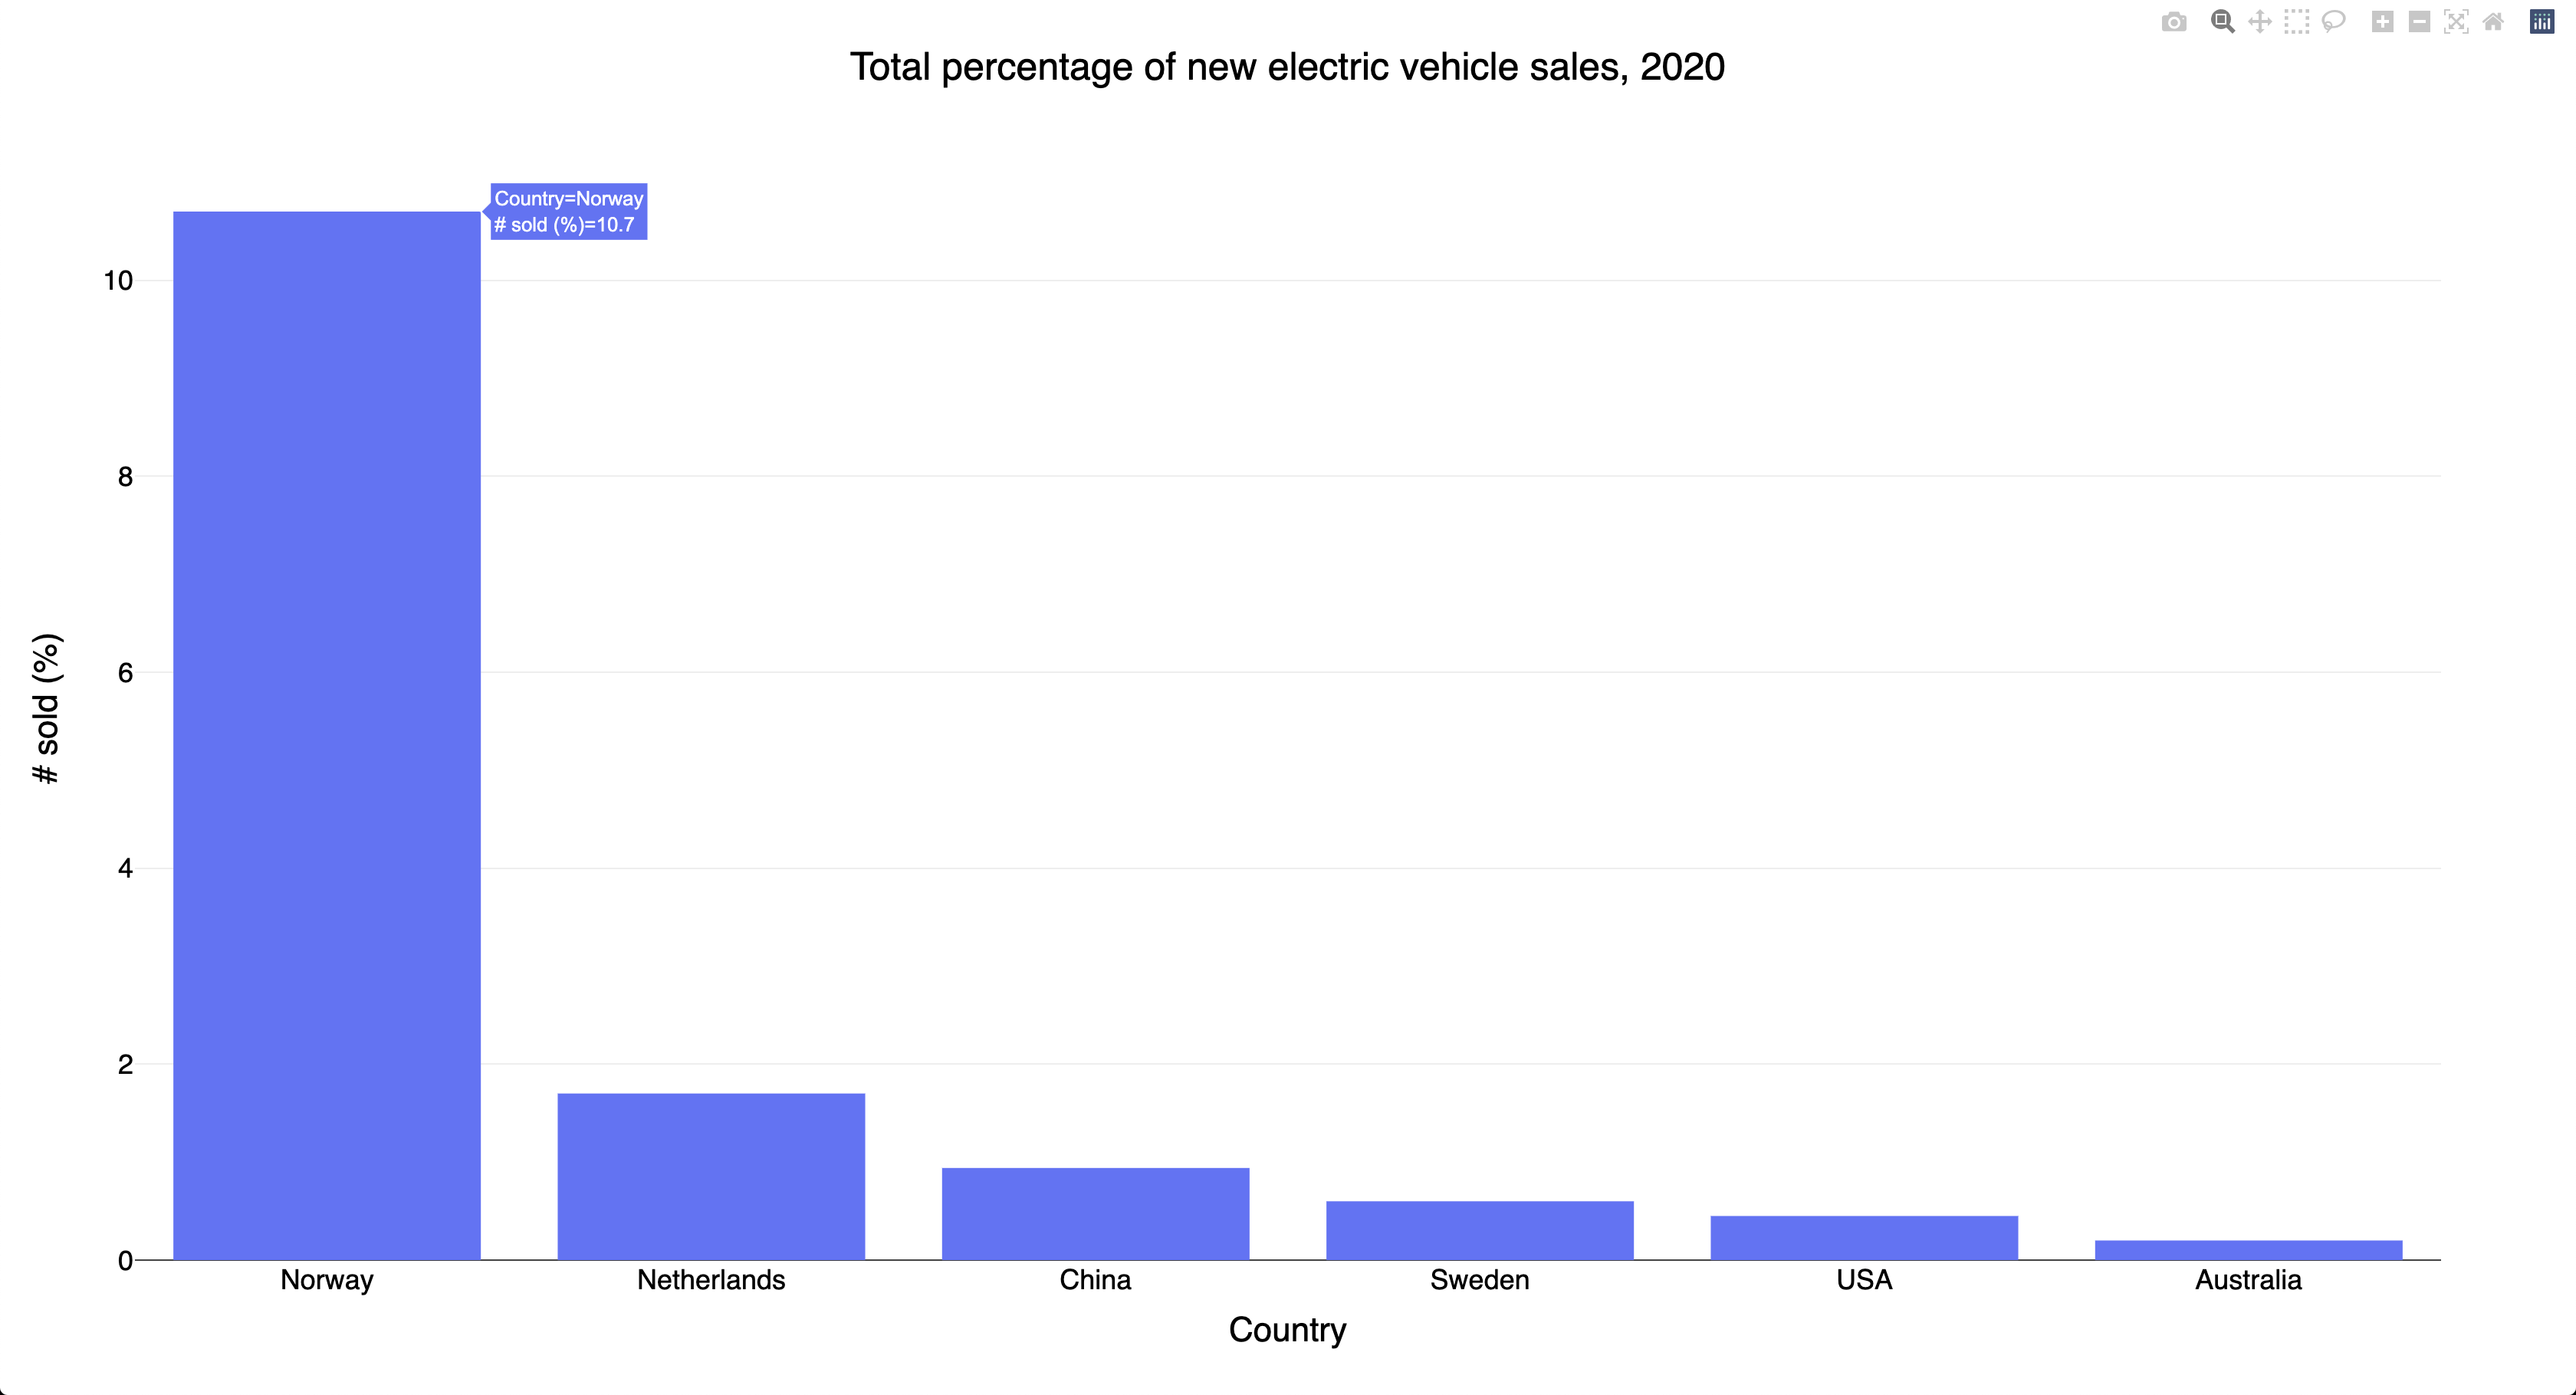 Total percentage of new electric vehicle sales, 2020
Country=Norway
# sold (%)=10.7
10
8
6
4
2
0
# sold (%)
Norway
Netherlands
China
Sweden
USA
Australia
Country